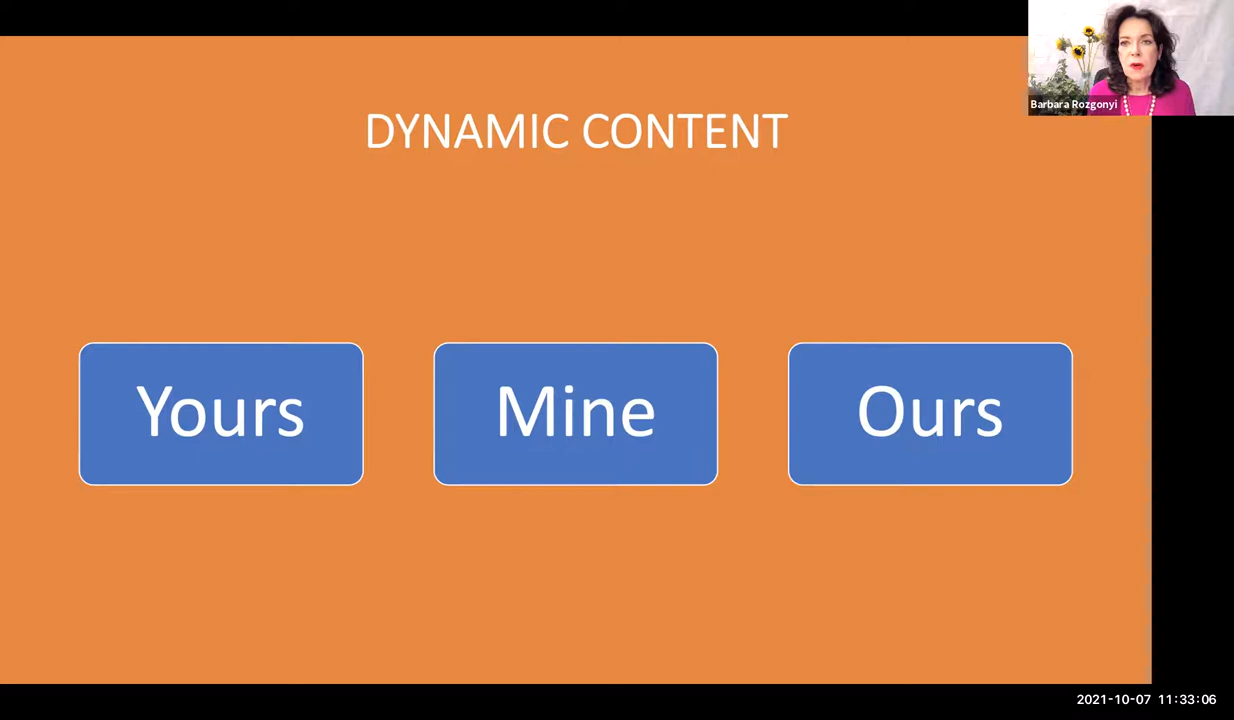 Barbara Rozgonyi
DYNAMIC CONTENT
Yours
Mine
Ours
2021-10-07 11:33:06